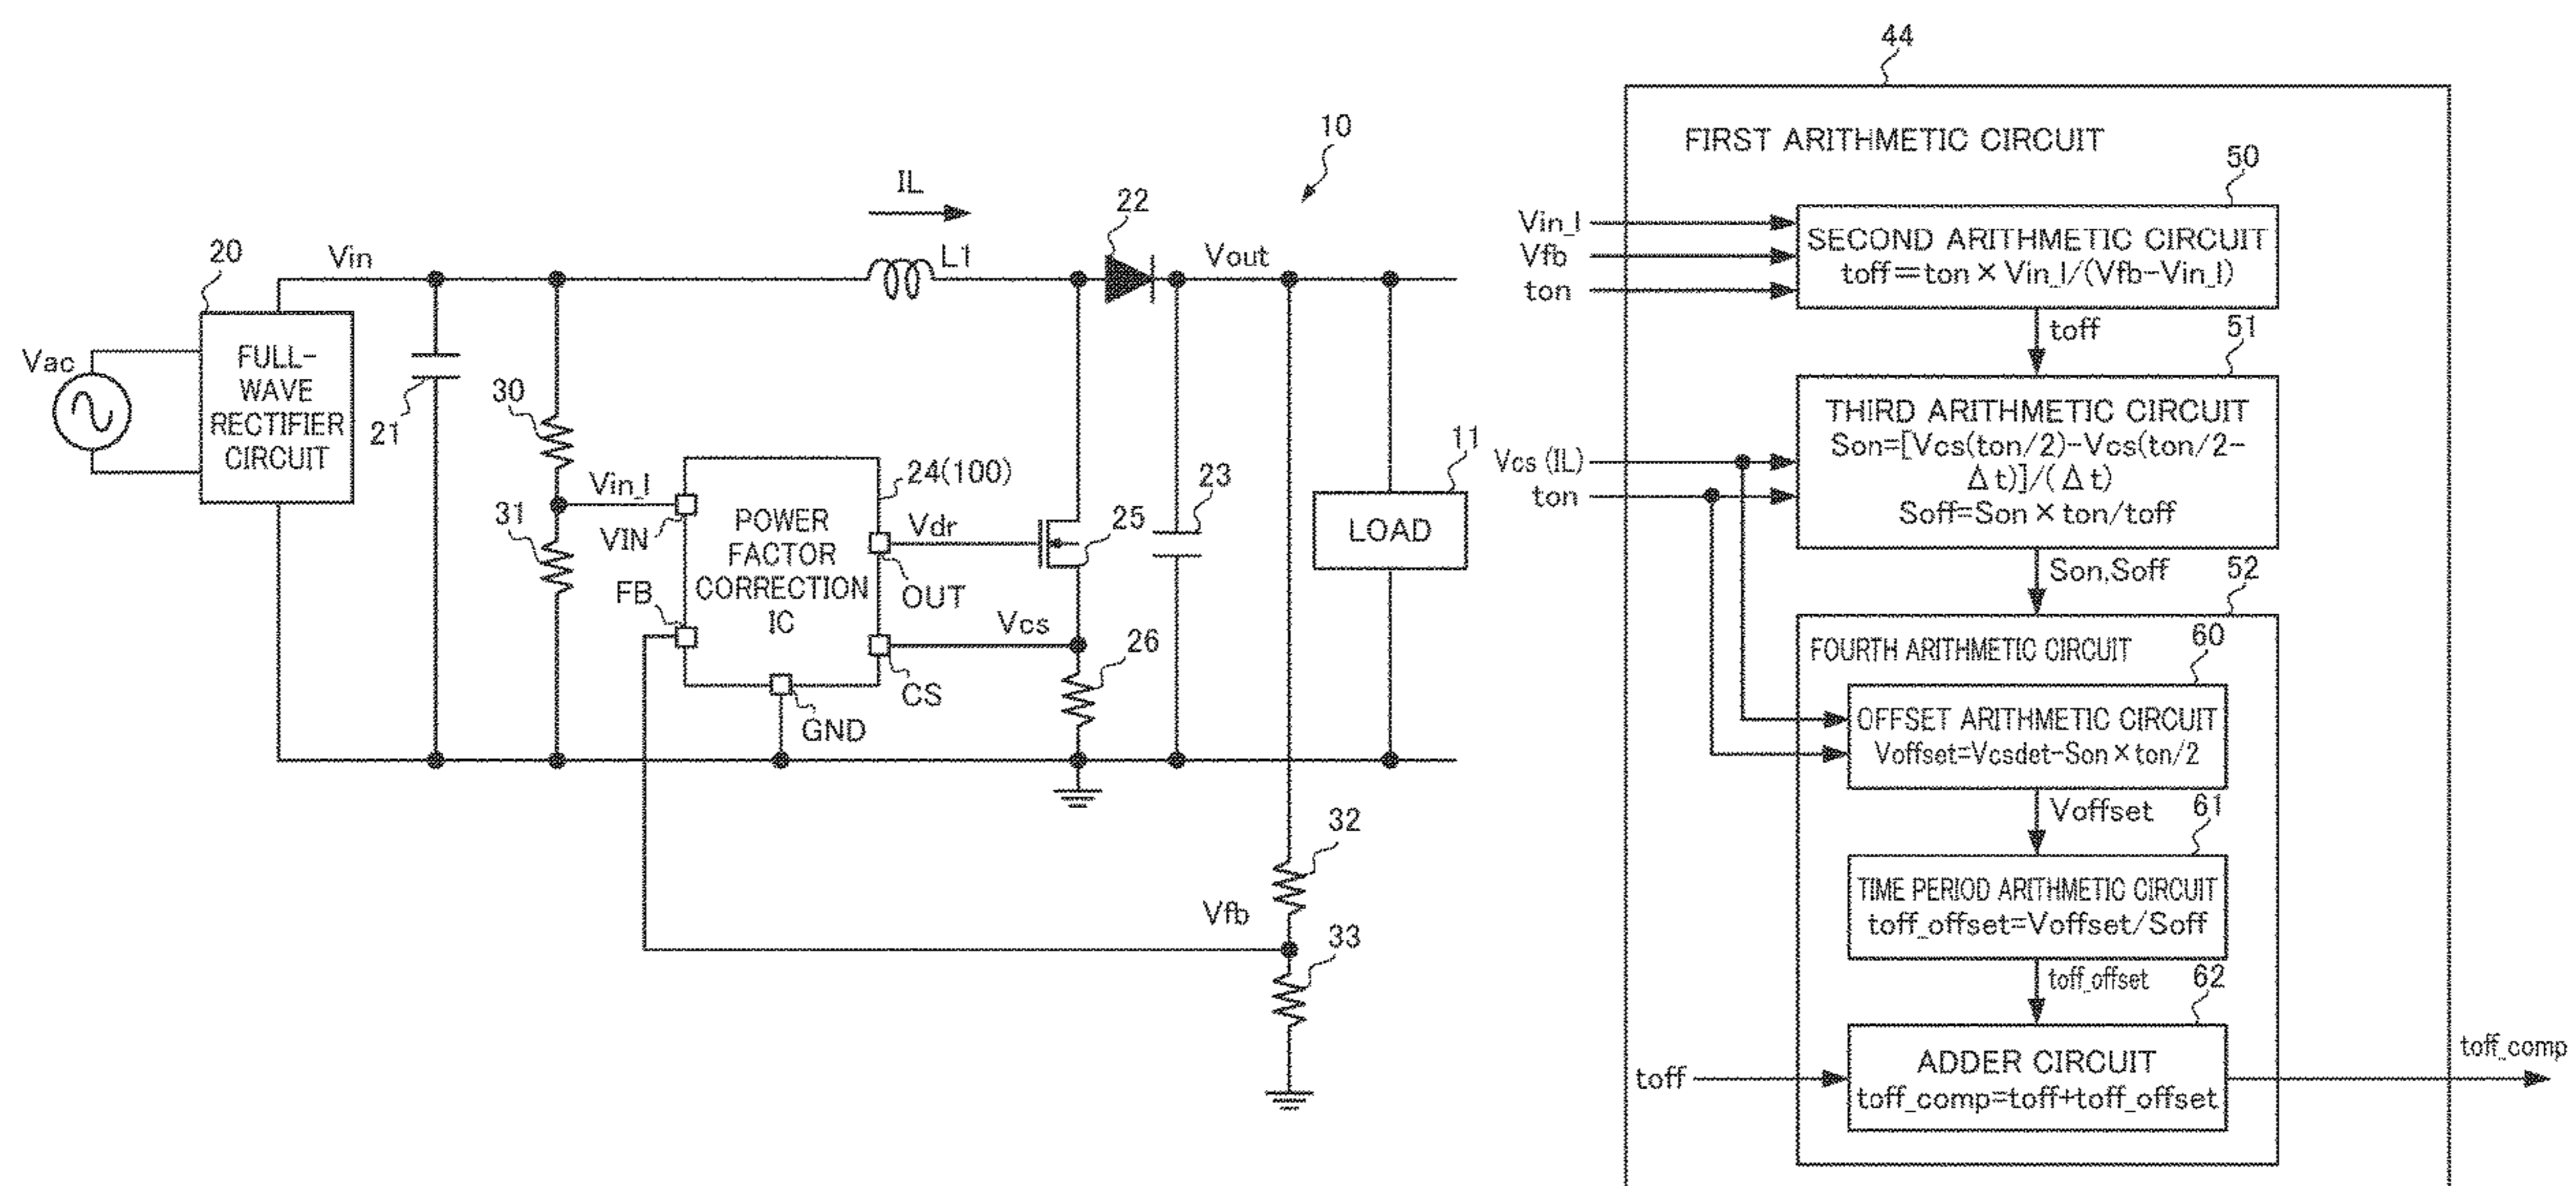 10
IL
22
20
Vin
L1
Vout
Vac
FULL-
WAVE
RECTIFIER
CIRCUIT
21
30
Vin_I
31
VIN
FB
POWER
FACTOR
CORRECTION
IC
24(100)
Vdr
OUT
25
Vcs
CS
GND
26
23
11
LOAD
32
Vfb
33
44
FIRST ARITHMETIC CIRCUIT
50
Vin_I
Vfb
ton
SECOND ARITHMETIC CIRCUIT
toff=ton×Vin_I/(Vfb-Vin_I)
toff
51
Vcs (IL)
ton
THIRD ARITHMETIC CIRCUIT
Son=[Vcs(ton/2)-Vcs(ton/2-
Δt)]/(Δt)
Soff=Son×ton/toff
Son,Soff
52
FOURTH ARITHMETIC CIRCUIT
60
OFFSET ARITHMETIC CIRCUIT
Voffset=Vcsdet-Son×ton/2
Voffset
61
TIME PERIOD ARITHMETIC CIRCUIT
toff_offset=Voffset/Soff
toff_offset
62
toff
ADDER CIRCUIT
toff_comp=toff+toff_offset
toff_comp